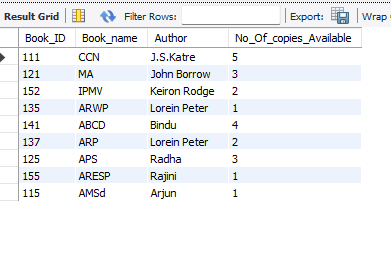 Result Grid Filter Rows: Export: Wrap C
Book_ID Book_name Author No_Of_copies_Available
111 CCN J.S.Katre 5
121 MA John Borrow 3
152 IPMV Keiron Rodge 2
135 ARWP Lorein Peter 1
141 ABCD Bindu 4
137 ARP Lorein Peter 2
125 APS Radha 3
155 ARESP Rajini 1
115 AMSd Arjun 1